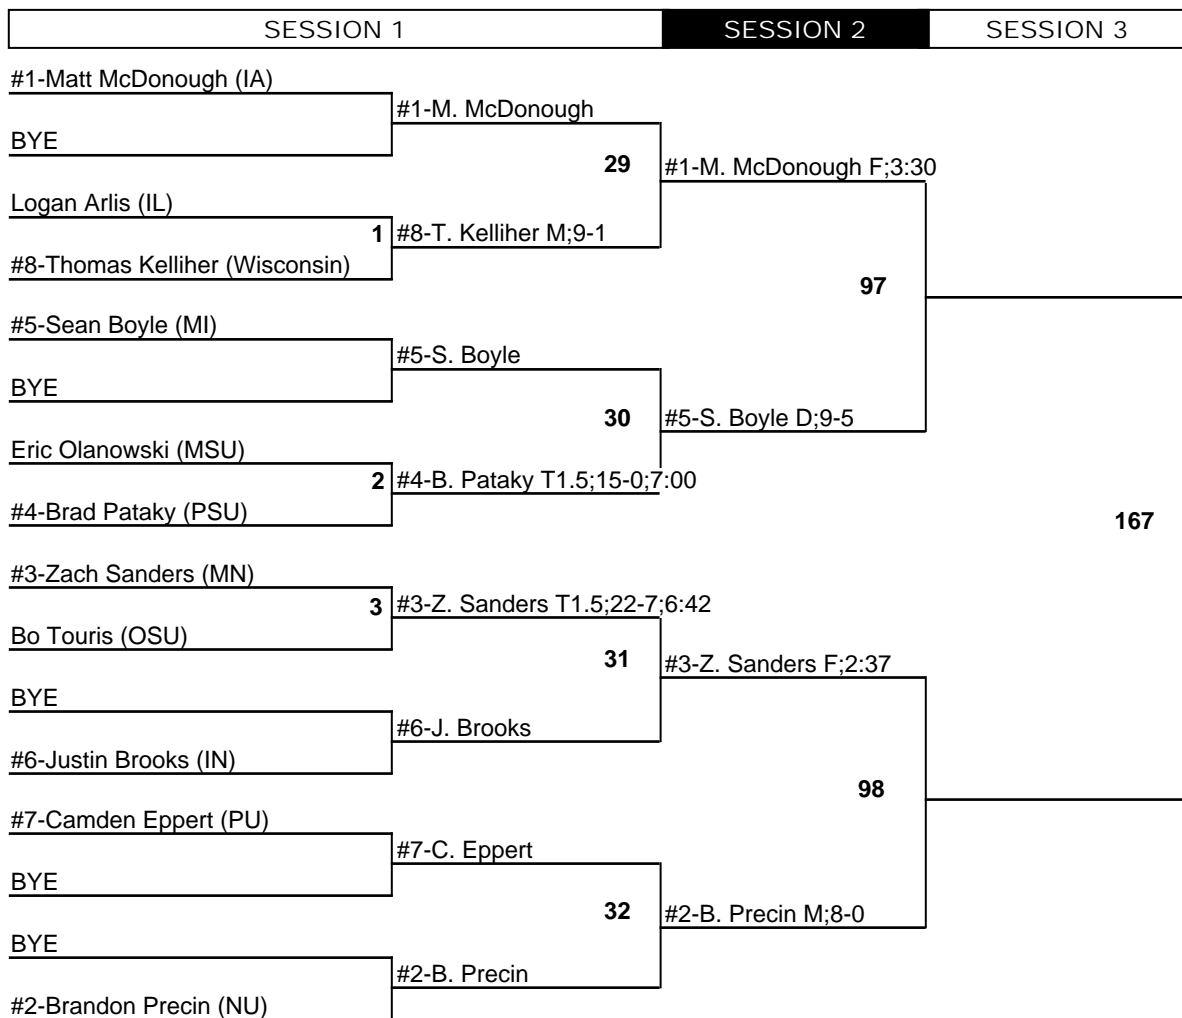 SESSION 1 SESSION 2 SESSION 3
#1-Matt McDonough (IA)
#1-M. McDonough
BYE
29 #1-M. McDonough F;3:30
Logan Arlis (IL)
1 #8-T. Kelliher M;9-1
#8-Thomas Kelliher (Wisconsin)
97
#5-Sean Boyle (MI)
#5-S. Boyle
BYE
30 #5-S. Boyle D;9-5
Eric Olanowski (MSU)
2 #4-B. Pataky T1.5;15-0;7:00
#4-Brad Pataky (PSU)
167
#3-Zach Sanders (MN)
3 #3-Z. Sanders T1.5;22-7;6:42
Bo Touris (OSU)
31 #3-Z. Sanders F;2:37
BYE
#6-J. Brooks
#6-Justin Brooks (IN)
98
#7-Camden Eppert (PU)
#7-C. Eppert
BYE
32 #2-B. Precin M;8-0
BYE
#2-B. Precin
#2-Brandon Precin (NU)